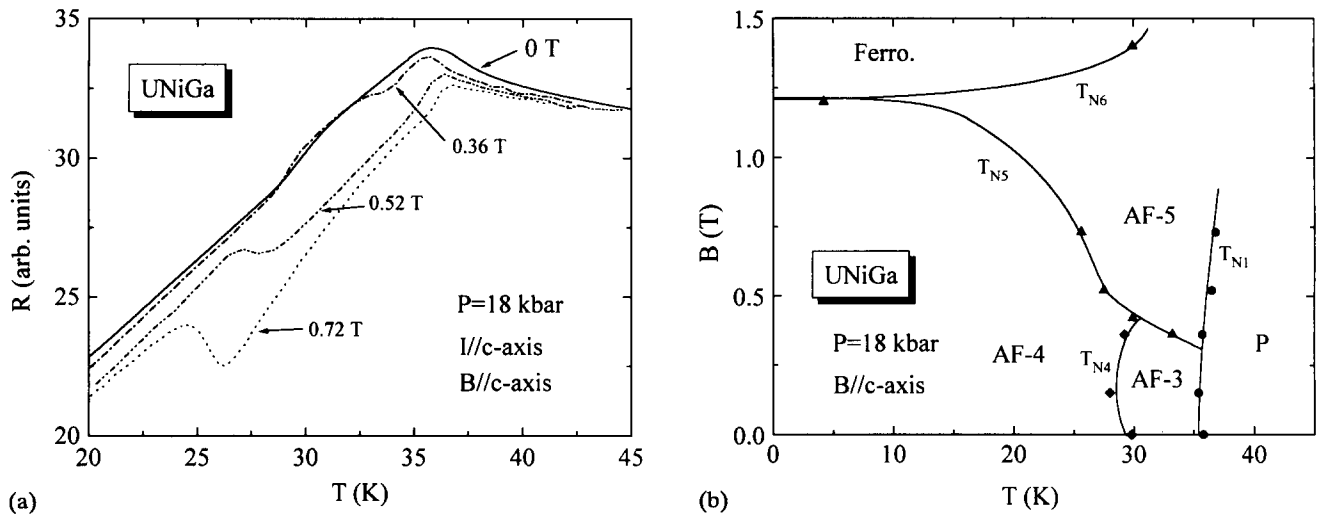 35
30
25
20
R (arb. units)
UNiGa
0 T
0.36 T
0.52 T
0.72 T
P=18 kbar
I//c-axis
B//c-axis
20 25 30 35 40 45
T (K)
(a)
1.5
1.0
0.5
0.0
B (T)
Ferro.
T_N6
T_N5
AF-5
T_N1
UNiGa
P=18 kbar
B//c-axis
AF-4
T_N4
AF-3
P
0 10 20 30 40
T (K)
(b)